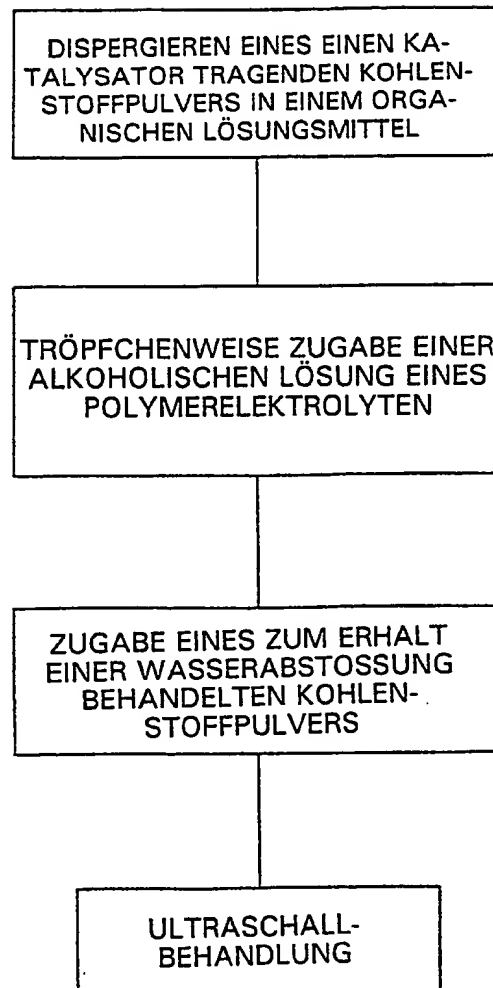 DISPERGIEREN EINES EINEN KA-
TALYSATOR TRAGENDEN KOHLEN-
STOFFPULVERS IN EINEM ORGA-
NISCHEN LÖSUNGSMITTEL
TRÖPFCHENWEISE ZUGABE EINER
ALKOHOLISCHEN LÖSUNG EINES
POLYMERELEKTROLYTEN
ZUGABE EINES ZUM ERHALT
EINER WASSERABSTOSSUNG
BEHANDELTEN KOHLEN-
STOFFPULVERS
ULTRASCHALL-
BEHANDLUNG